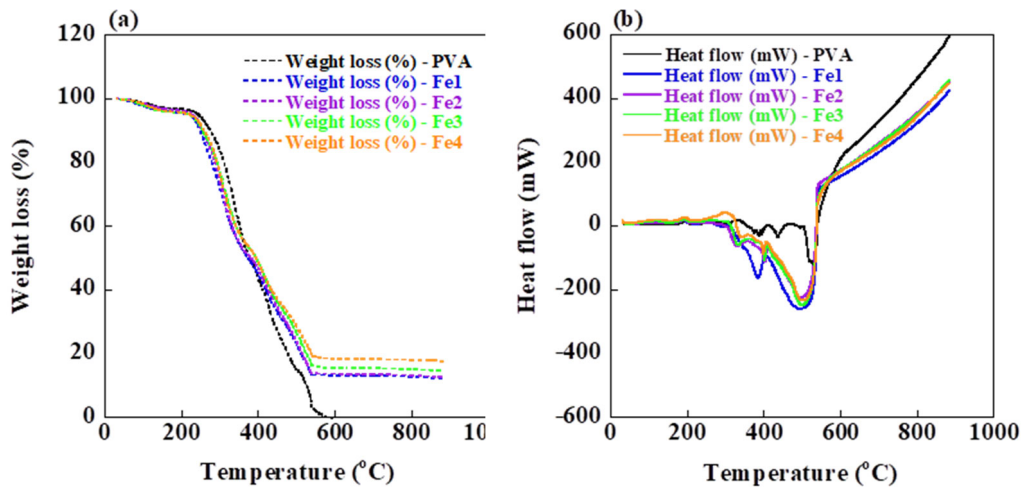 (a)
120
100
80
60
40
20
0
Weight loss (%)
Weight loss (%) - PVA
Weight loss (%) - Fe1
Weight loss (%) - Fe2
Weight loss (%) - Fe3
Weight loss (%) - Fe4
0 200 400 600 800 10
Temperature (°C)
(b)
600
400
200
0
-200
-400
-600
Heat flow (mW)
Heat flow (mW) - PVA
Heat flow (mW) - Fe1
Heat flow (mW) - Fe2
Heat flow (mW) - Fe3
Heat flow (mW) - Fe4
0 200 400 600 800 1000
Temperature (°C)